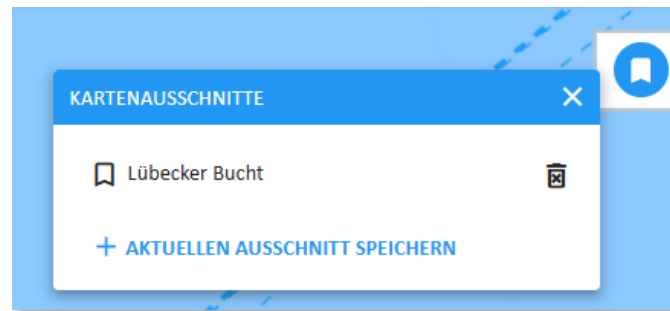 KARTENAUSSCHNITTE
Lübecker Bucht
AKTUELLEN AUSSCHNITT SPEICHERN